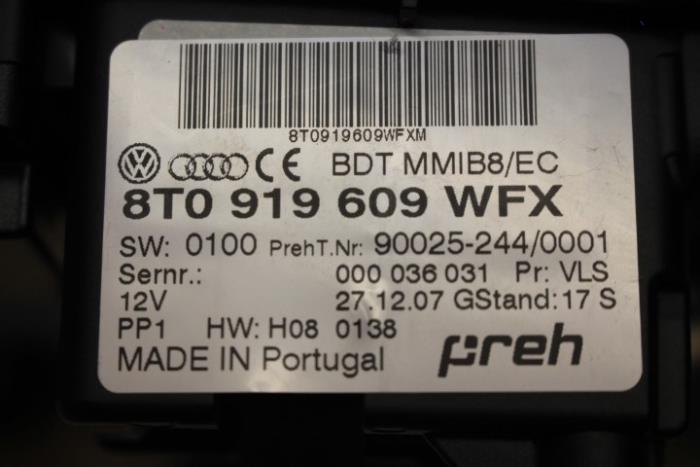 8T0919609WFXM
CE BDT MMIB8/EC
8T0 919 609 WFX
SW: 0100 PrehT.Nr: 90025-244/0001
Sernr.: 000 036 031 Pr: VLS
12V 27.12.07 GStand: 17 S
PP1 HW: H08 0138
MADE IN Portugal preh